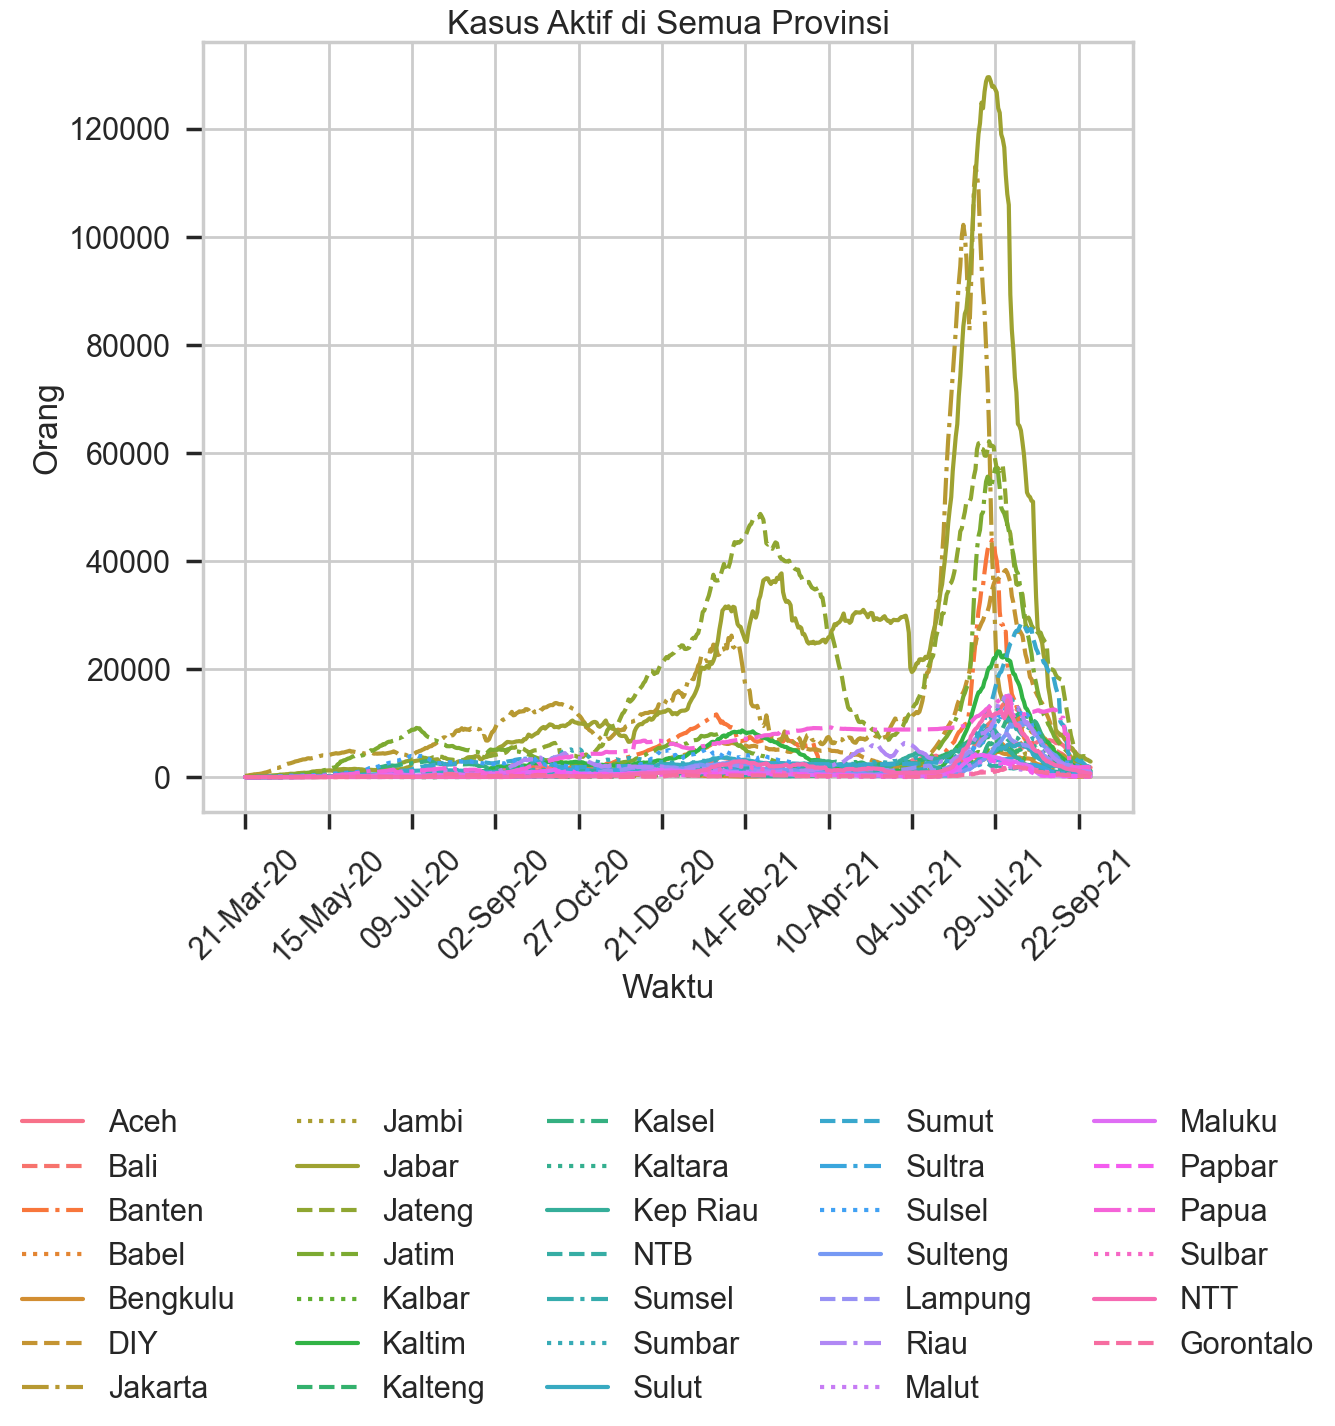 Kasus Aktif di Semua Provinsi
120000
100000
80000
60000
40000
20000
0
Orang
21-Mar-20
15-May-20
09-Jul-20
02-Sep-20
27-Oct-20
21-Dec-20
14-Feb-21
10-Apr-21
04-Jun-21
29-Jul-21
22-Sep-21
Waktu
Aceh
Bali
Banten
Babel
Bengkulu
DIY
Jakarta
Jambi
Jabar
Jateng
Jatim
Kalbar
Kaltim
Kalteng
Kalsel
Kaltara
Kep Riau
NTB
Sumsel
Sumbar
Sulut
Sumut
Sultra
Sulsel
Sulteng
Lampung
Riau
Malut
Maluku
Papbar
Papua
Sulbar
NTT
Gorontalo